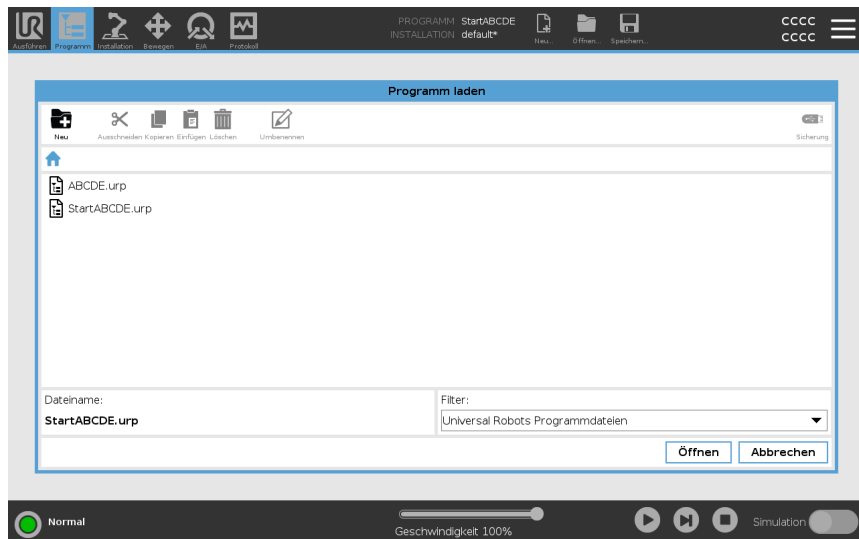 PROGRAMM StartABCDE
INSTALLATION default*
CCCC
CCCC
Ausführen Programm Installation Bewegen E/A Protokoll Neu... Öffnen... Speichern...
Programm laden
Neu Ausschneiden Kopieren Einfügen Löschen Umbenennen Sicherung
ABCDE.urp
StartABCDE.urp
Dateiname:
Filter:
StartABCDE.urp
Universal Robots Programmdateien
Öffnen Abbrechen
Normal
Geschwindigkeit 100%
Simulation